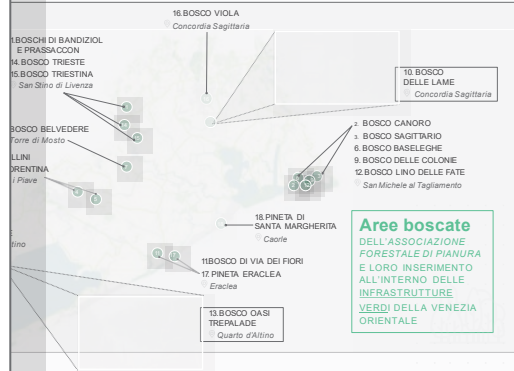 16.BOSCO VIOLA
Concordia Sagittaria
1.BOSCHI DI BANDIZIOL
E PRASSACCON
14.BOSCO TRIESTE
15.BOSCO TRIESTINA
San Stino di Livenza
10.BOSCO
DELLE LAME
Concordia Sagittaria
BOSCO BELVEDERE
Torre di Mosto
LLINI
ORENTINA
i Piave
2. BOSCO CANORO
3. BOSCO SAGITTARIO
6.BOSCO BASELEGHE
9.BOSCO DELLE COLONIE
12.BOSCO LINO DELLE FATE
San Michele al Tagliamento
18.PINETA DI
SANTA MARGHERITA
Caorle
tino
11BOSCO DI VIA DEI FIORI
17.PINETA ERACLEA
Eraclea
13.BOSCO OASI
TREPALADE
Quarto d'Altino
Aree boscate
DELL'ASSOCIAZIONE
FORESTALE DI PIANURA
E LORO INSERIMENTO
ALL'INTERNO DELLE
INFRASTRUTTURE
VERDI DELLA VENEZIA
ORIENTALE